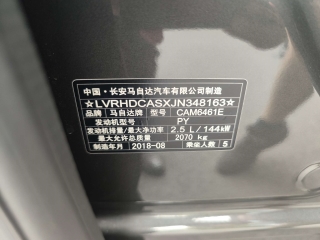 中国·长安马自达汽车有限公司制造
★LVRHDCASXJN348163★
品牌 马自达牌 型号 CAM6461E
发动机型号 PY
发动机排量/最大净功率 2.5 L/144kW
最大允许总质量 2070 kg
制造年月 2018-08 乘坐人数 5